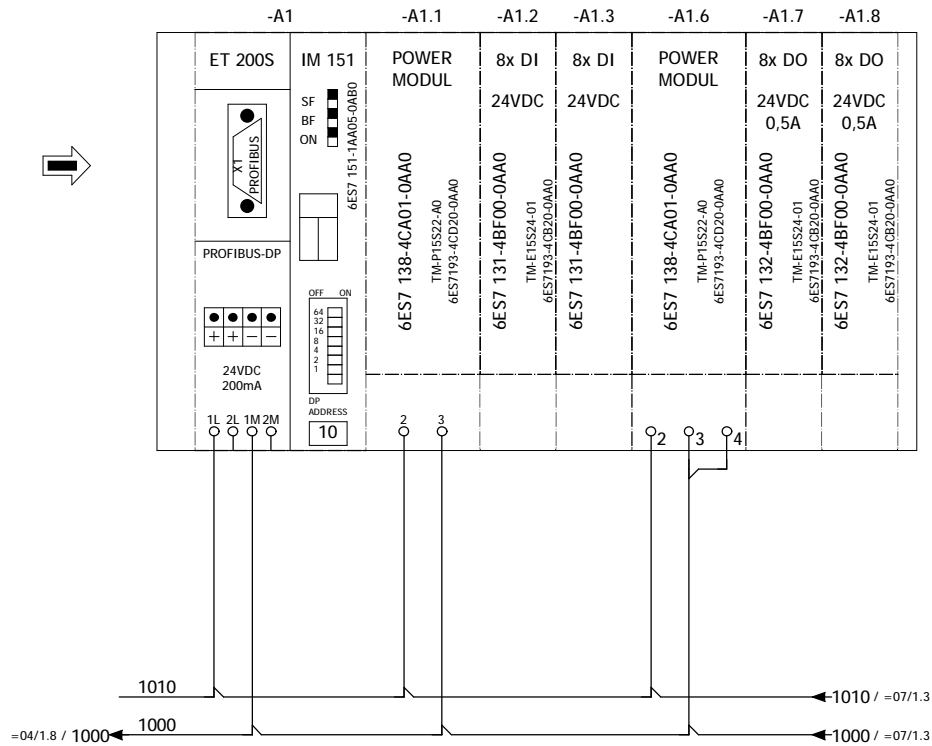 -A1
-A1.1
-A1.2
-A1.3
-A1.6
-A1.7
-A1.8
ET 200S
X1
PROFIBUS
PROFIBUS-DP
+ + − −
24VDC
200mA
1L 2L 1M 2M
IM 151
SF
BF
ON
6ES7 151-1AA05-0AB0
OFF ON
64
32
16
8
4
2
1
DP
ADDRESS
10
POWER
MODUL
6ES7 138-4CA01-0AA0
TM-P15S22-A0
6ES7193-4CD20-0AA0
2 3
8x DI
24VDC
6ES7 131-4BF00-0AA0
TM-E15S24-01
6ES7193-4CB20-0AA0
8x DI
24VDC
6ES7 131-4BF00-0AA0
POWER
MODUL
6ES7 138-4CA01-0AA0
TM-P15S22-A0
6ES7193-4CD20-0AA0
2 3 4
8x DO
24VDC
0,5A
6ES7 132-4BF00-0AA0
TM-E15S24-01
6ES7193-4CB20-0AA0
8x DO
24VDC
0,5A
6ES7 132-4BF00-0AA0
TM-E15S24-01
6ES7193-4CB20-0AA0
1010
1010 / =07/1.3
=04/1.8 / 1000
1000
1000 / =07/1.3